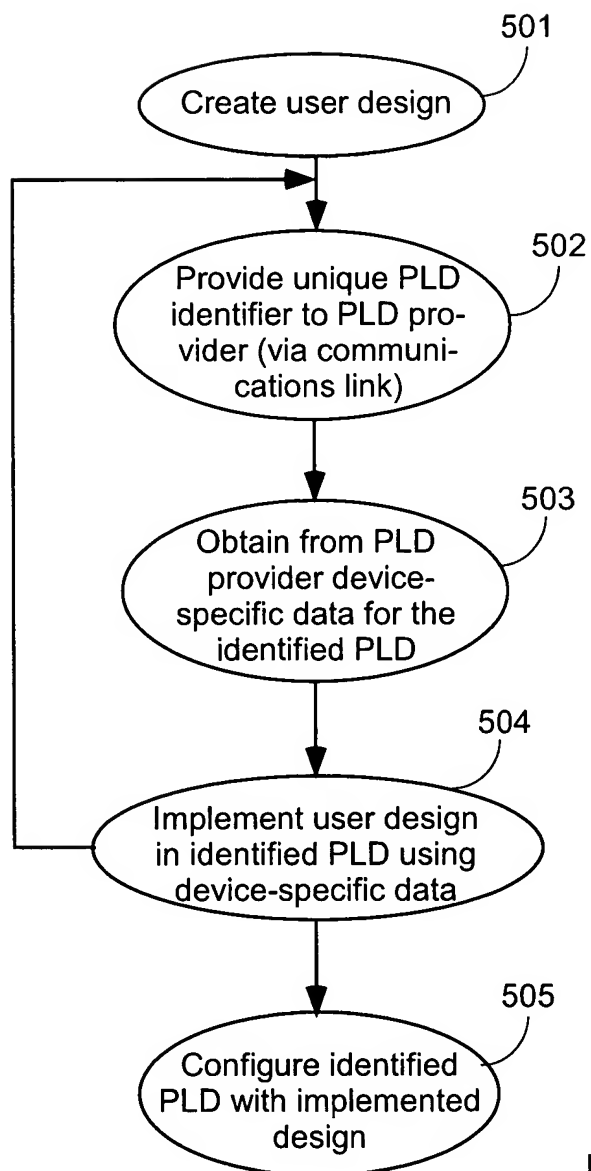 501
Create user design
502
Provide unique PLD
identifier to PLD pro-
vider (via communi-
cations link)
503
Obtain from PLD
provider device-
specific data for the
identified PLD
504
Implement user design
in identified PLD using
device-specific data
505
Configure identified
PLD with implemented
design